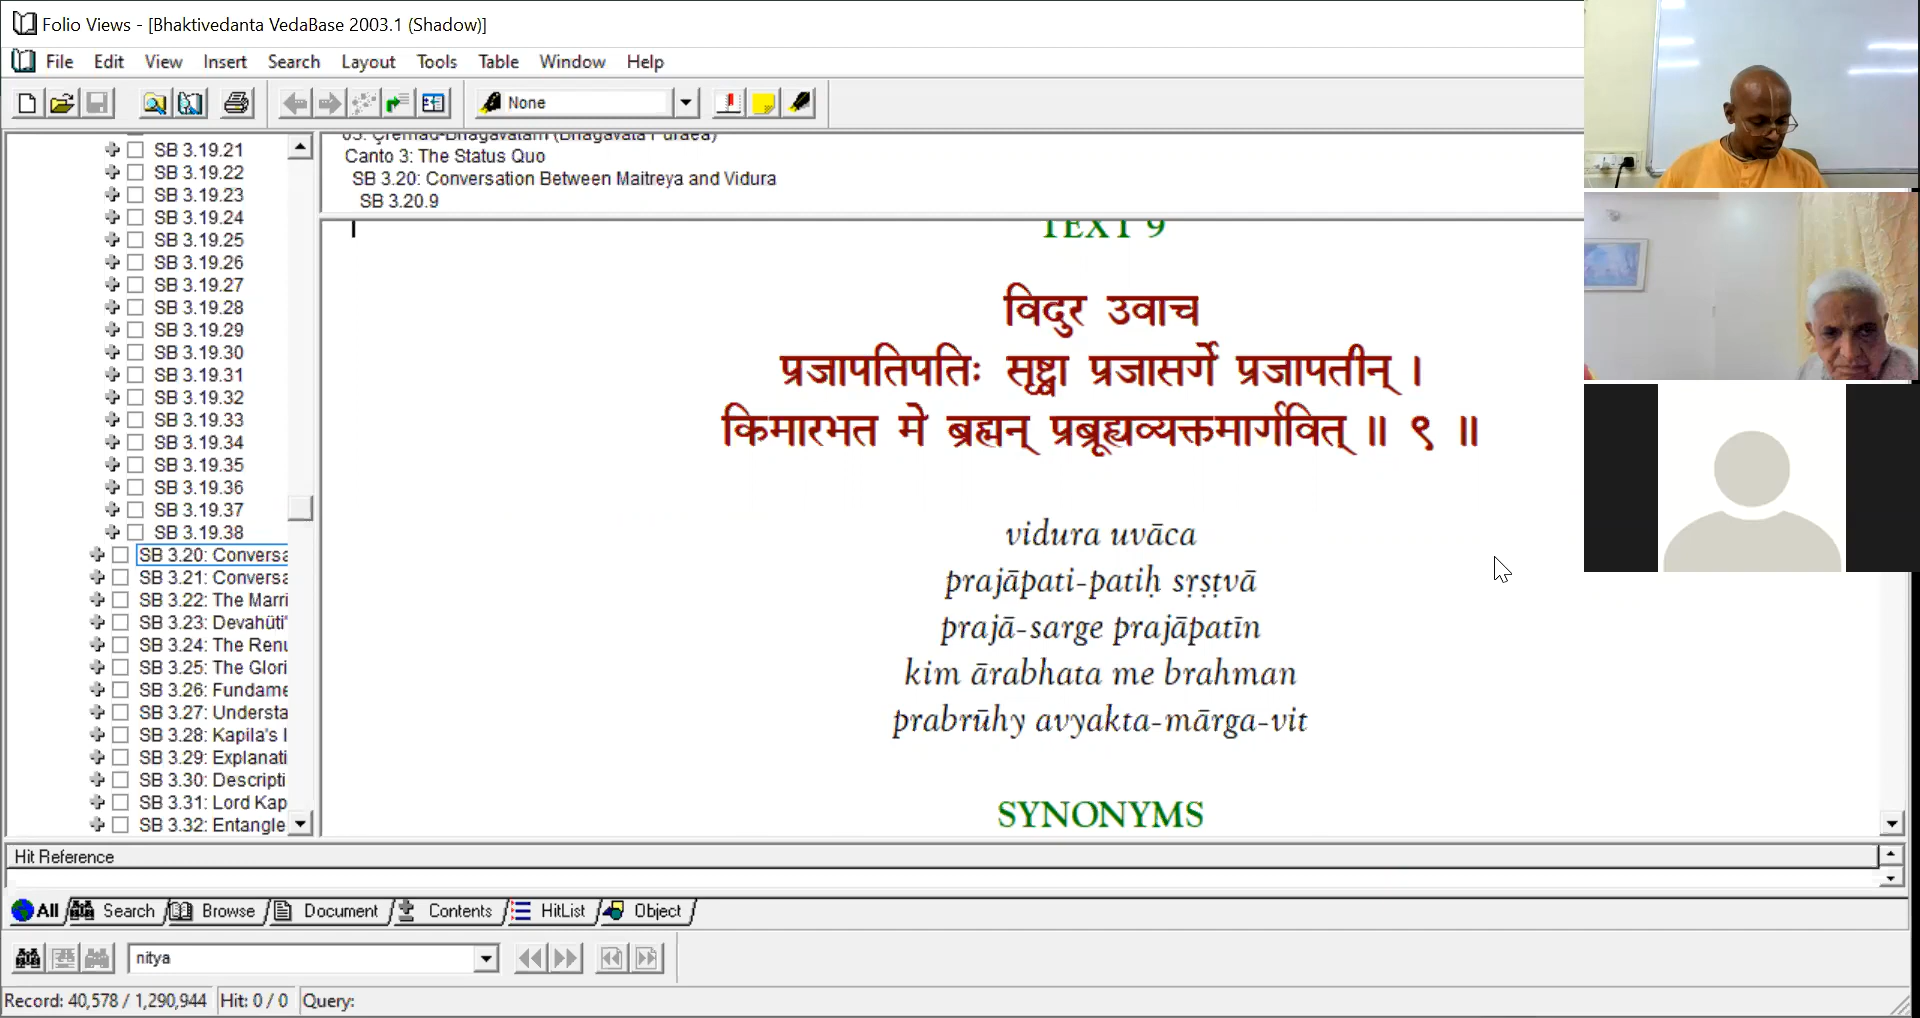 Folio Views - [Bhaktivedanta VedaBase 2003.1 (Shadow)]
File Edit View Insert Search Layout Tools Table Window Help
None
SB 3.19.21
SB 3.19.22
SB 3.19.23
SB 3.19.24
SB 3.19.25
SB 3.19.26
SB 3.19.27
SB 3.19.28
SB 3.19.29
SB 3.19.30
SB 3.19.31
SB 3.19.32
SB 3.19.33
SB 3.19.34
SB 3.19.35
SB 3.19.36
SB 3.19.37
SB 3.19.38
SB 3.20: Conversa
SB 3.21: Conversa
SB 3.22: The Marri
SB 3.23: Devahüti'
SB 3.24: The Renu
SB 3.25: The Glori
SB 3.26: Fundame
SB 3.27: Understa
SB 3.28: Kapila's I
SB 3.29: Explanati
SB 3.30: Descripti
SB 3.31: Lord Kap
SB 3.32: Entangle
03: Çrémad-Bhägavatam (Bhägavata Puräëa)
Canto 3: The Status Quo
SB 3.20: Conversation Between Maitreya and Vidura
SB 3.20.9
TEXT 9
विदुर उवाच
प्रजापतिपतिः सृष्ट्वा प्रजासर्गे प्रजापतीन् ।
किमारभत मे ब्रह्मन् प्रब्रूह्यव्यक्तमार्गवित् ॥ ९ ॥
vidura uvāca
prajāpati-patiḥ sṛṣṭvā
prajā-sarge prajāpatīn
kim ārabhata me brahman
prabrūhy avyakta-mārga-vit
SYNONYMS
Hit Reference
All Search Browse Document Contents HitList Object
nitya
Record: 40,578 / 1,290,944 Hit: 0 / 0 Query: